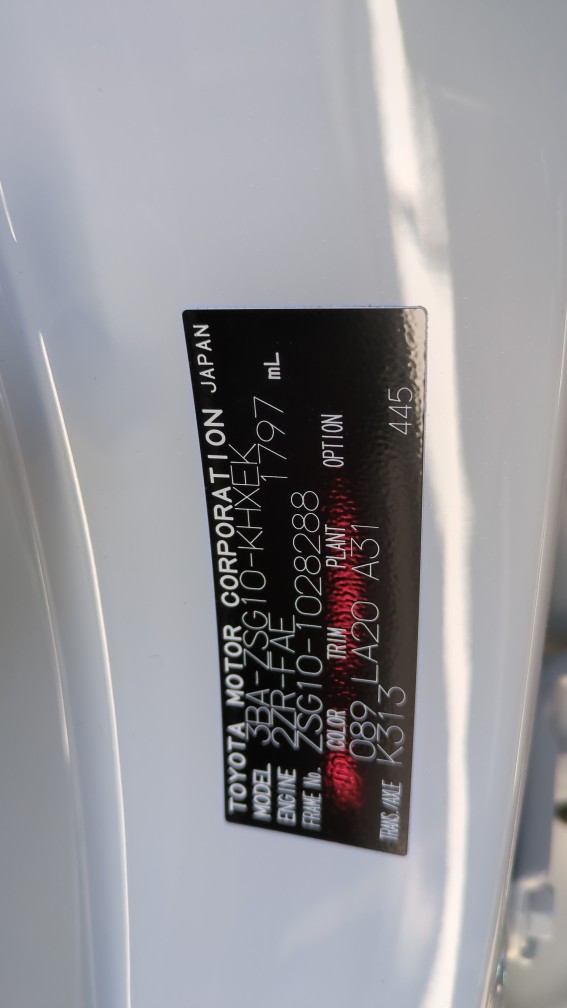 TOYOTA MOTOR CORPORATION JAPAN
MODEL 3BA-ZSG10-KHXEK
ENGINE 2ZR-FAE 1797 mL
FRAME No. ZSG10-1028288
COLOR TRIM PLANT OPTION
089 LA20 A31
TRANS./AXLE K313 445